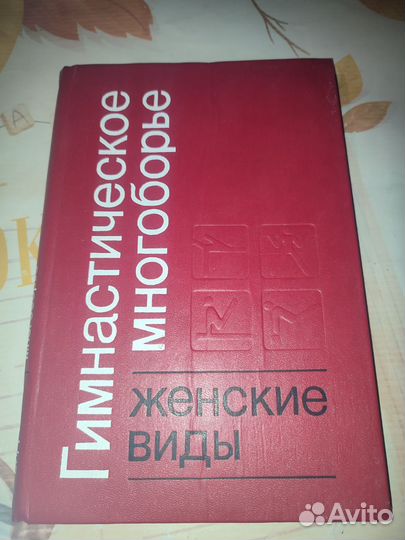 Гимнастическое
многоборье
женские
виды
Avito